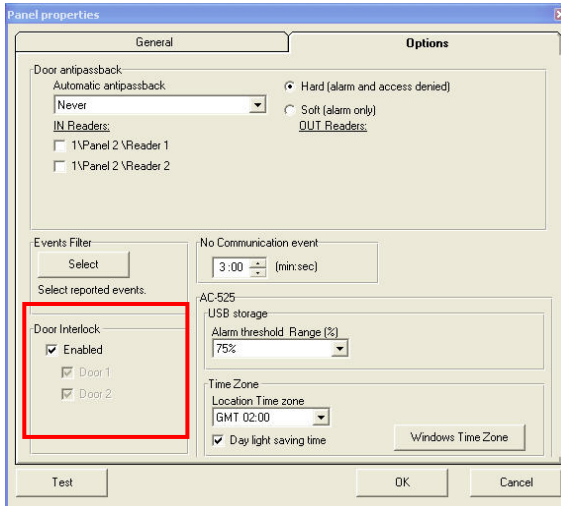 Panel properties
General
Options
Door antipassback
Automatic antipassback
Never
Hard (alarm and access denied)
Soft (alarm only)
IN Readers:
OUT Readers:
1\Panel 2 \Reader 1
1\Panel 2 \Reader 2
Events Filter
Select
Select reported events.
No Communication event
3:00 (min:sec)
Door Interlock
Enabled
Door 1
Door 2
AC-525
USB storage
Alarm threshold Range (%)
75%
Time Zone
Location Time zone
GMT 02:00
Day light saving time
Windows Time Zone
Test
OK
Cancel